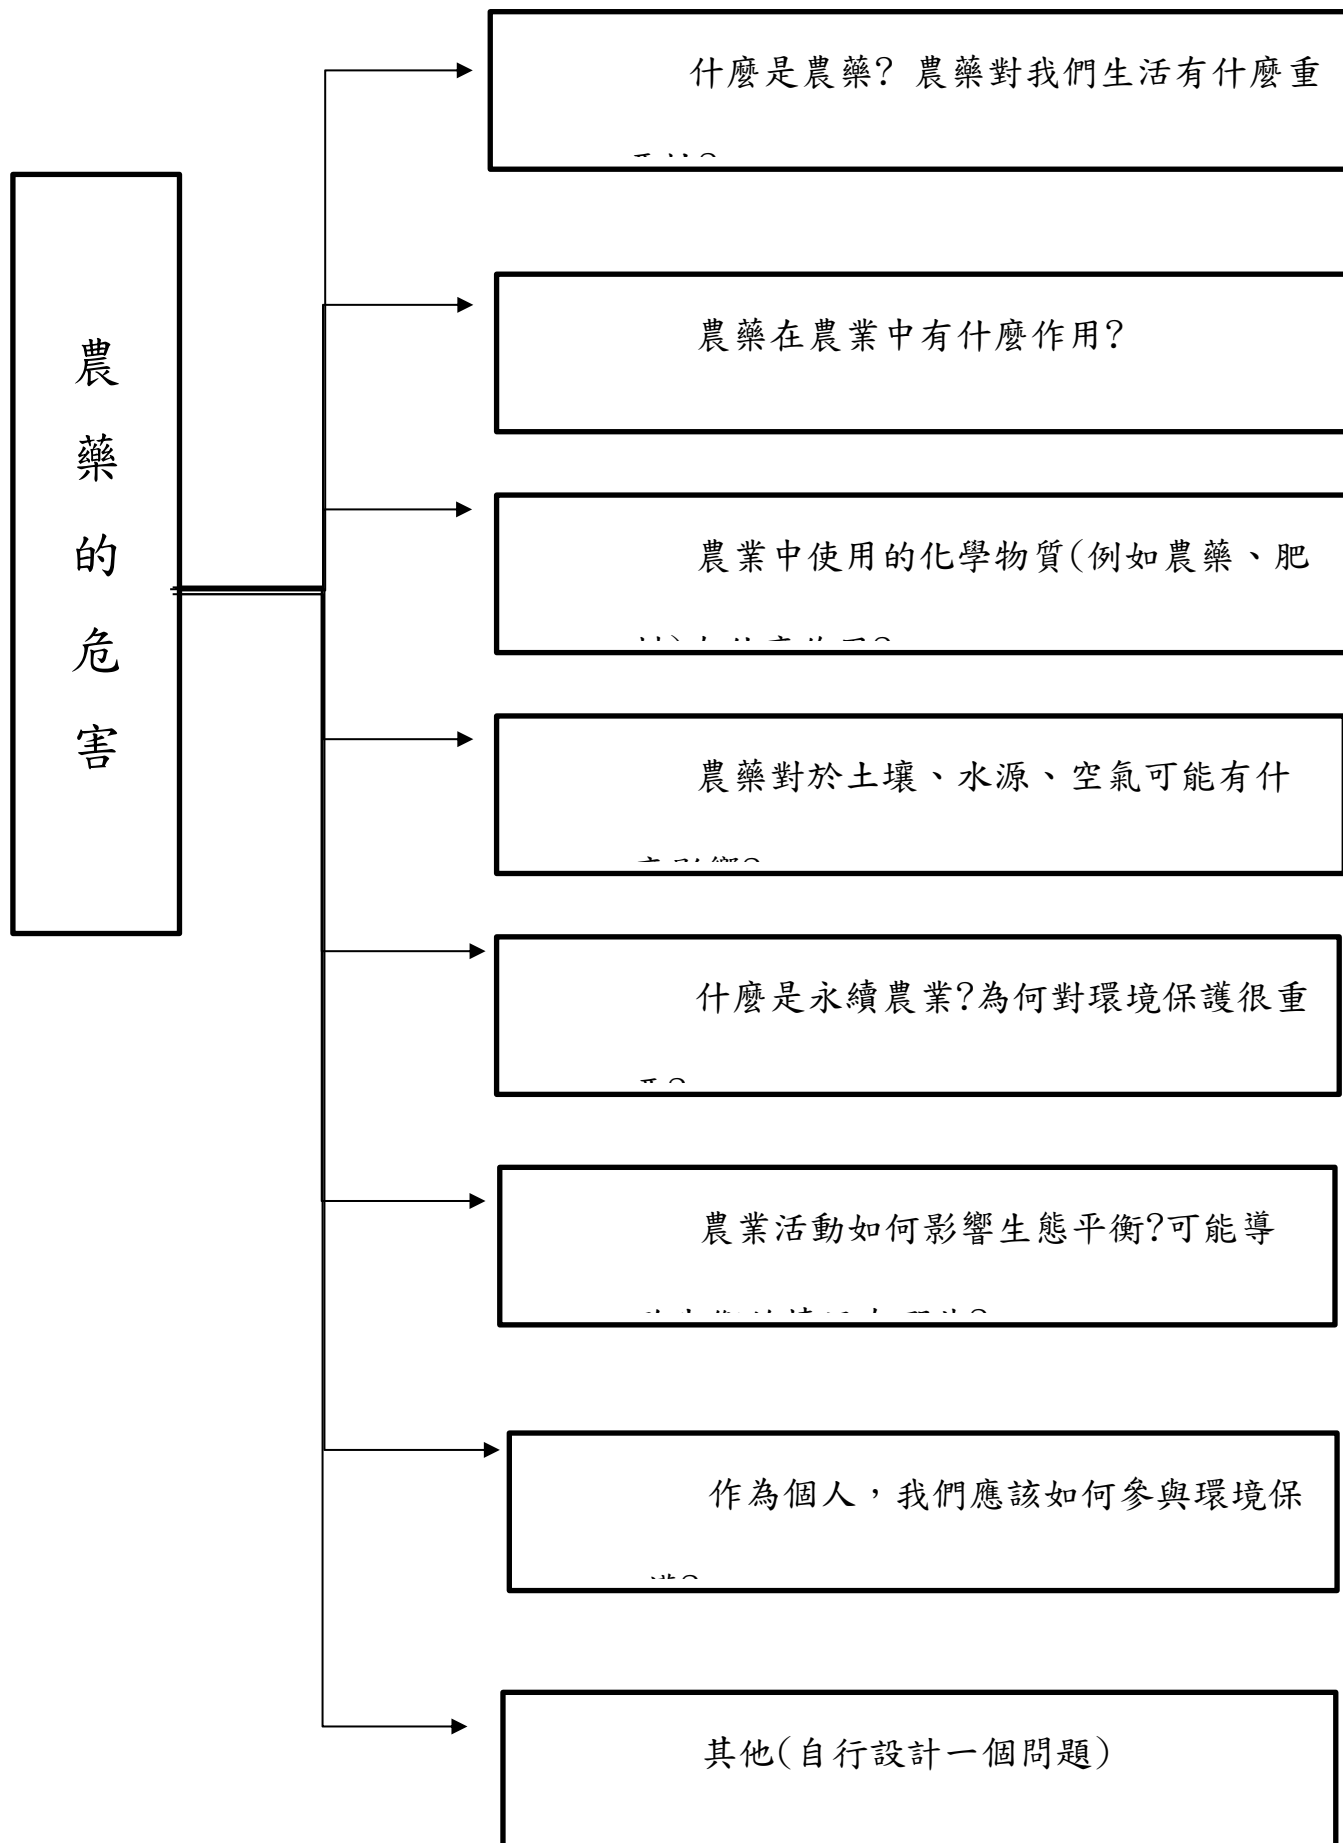 農藥的危害
什麼是農藥? 農藥對我們生活有什麼重
農藥在農業中有什麼作用?
農業中使用的化學物質(例如農藥、肥
農藥對於土壤、水源、空氣可能有什
什麼是永續農業?為何對環境保護很重
農業活動如何影響生態平衡?可能導
作為個人，我們應該如何參與環境保
其他(自行設計一個問題)